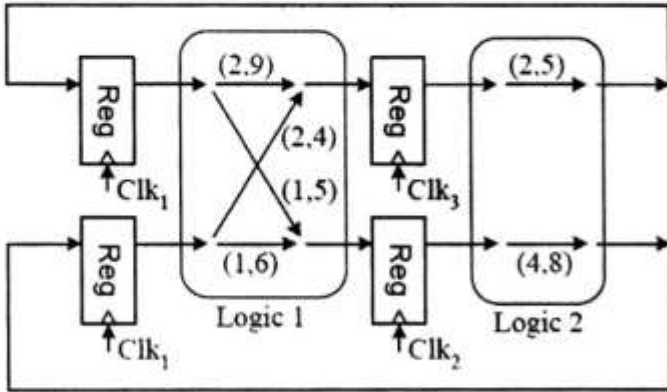 (2,9)
(2,5)
Reg
Reg
(2,4)
Clk₁
(1,5)
Clk₃
Reg
Reg
(1,6)
(4,8)
Logic 1
Logic 2
Clk₁
Clk₂